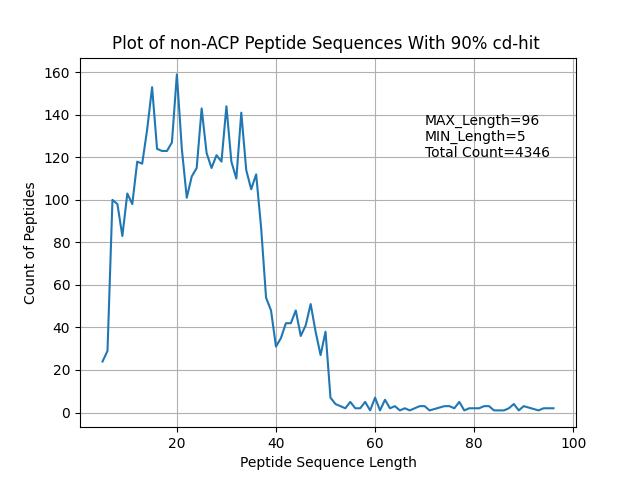 Plot of non-ACP Peptide Sequences With 90% cd-hit
160
140
120
100
80
60
40
20
0
Count of Peptides
MAX_Length=96
MIN_Length=5
Total Count=4346
20 40 60 80 100
Peptide Sequence Length